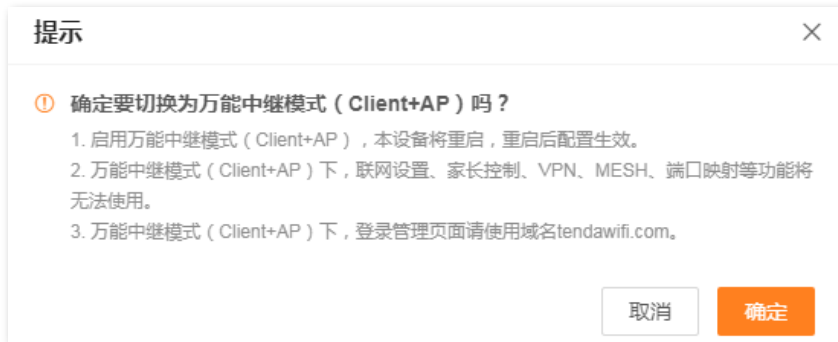 提示
确定要切换为万能中继模式（Client+AP）吗？
1. 启用万能中继模式（Client+AP），本设备将重启，重启后配置生效。
2. 万能中继模式（Client+AP）下，联网设置、家长控制、VPN、MESH、端口映射等功能将
无法使用。
3. 万能中继模式（Client+AP）下，登录管理页面请使用域名tendawifi.com。
取消 确定